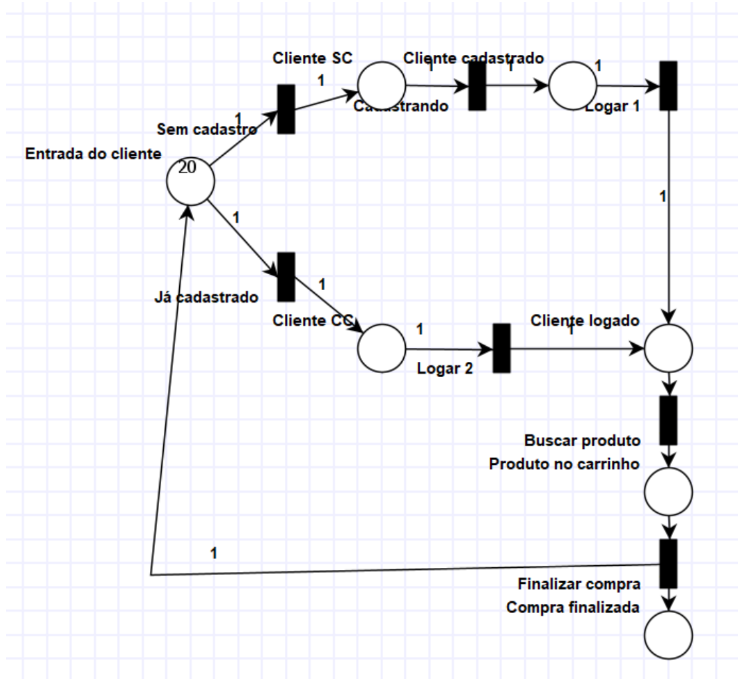 Cliente SC
Cliente cadastrado
1
1
1
1
Cadastrando
Logar 1
1
Sem cadastro
Entrada do cliente
20
1
1
Já cadastrado
1
Cliente CC
1
Cliente logado
1
Logar 2
Buscar produto
Produto no carrinho
1
Finalizar compra
Compra finalizada